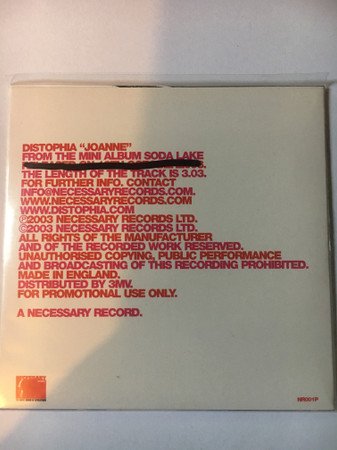 DISTOPHIA "JOANNE"
FROM THE MINI ALBUM SODA LAKE
THE LENGTH OF THE TRACK IS 3.03.
FOR FURTHER INFO. CONTACT
INFO@NECESSARYRECORDS.COM.
WWW.NECESSARYRECORDS.COM
WWW.DISTOPHIA.COM
℗2003 NECESSARY RECORDS LTD.
©2003 NECESSARY RECORDS LTD.
ALL RIGHTS OF THE MANUFACTURER
AND OF THE RECORDED WORK RESERVED.
UNAUTHORISED COPYING, PUBLIC PERFORMANCE
AND BROADCASTING OF THIS RECORDING PROHIBITED.
MADE IN ENGLAND.
DISTRIBUTED BY 3MV.
FOR PROMOTIONAL USE ONLY.
A NECESSARY RECORD.
NECESSARY
NR001P